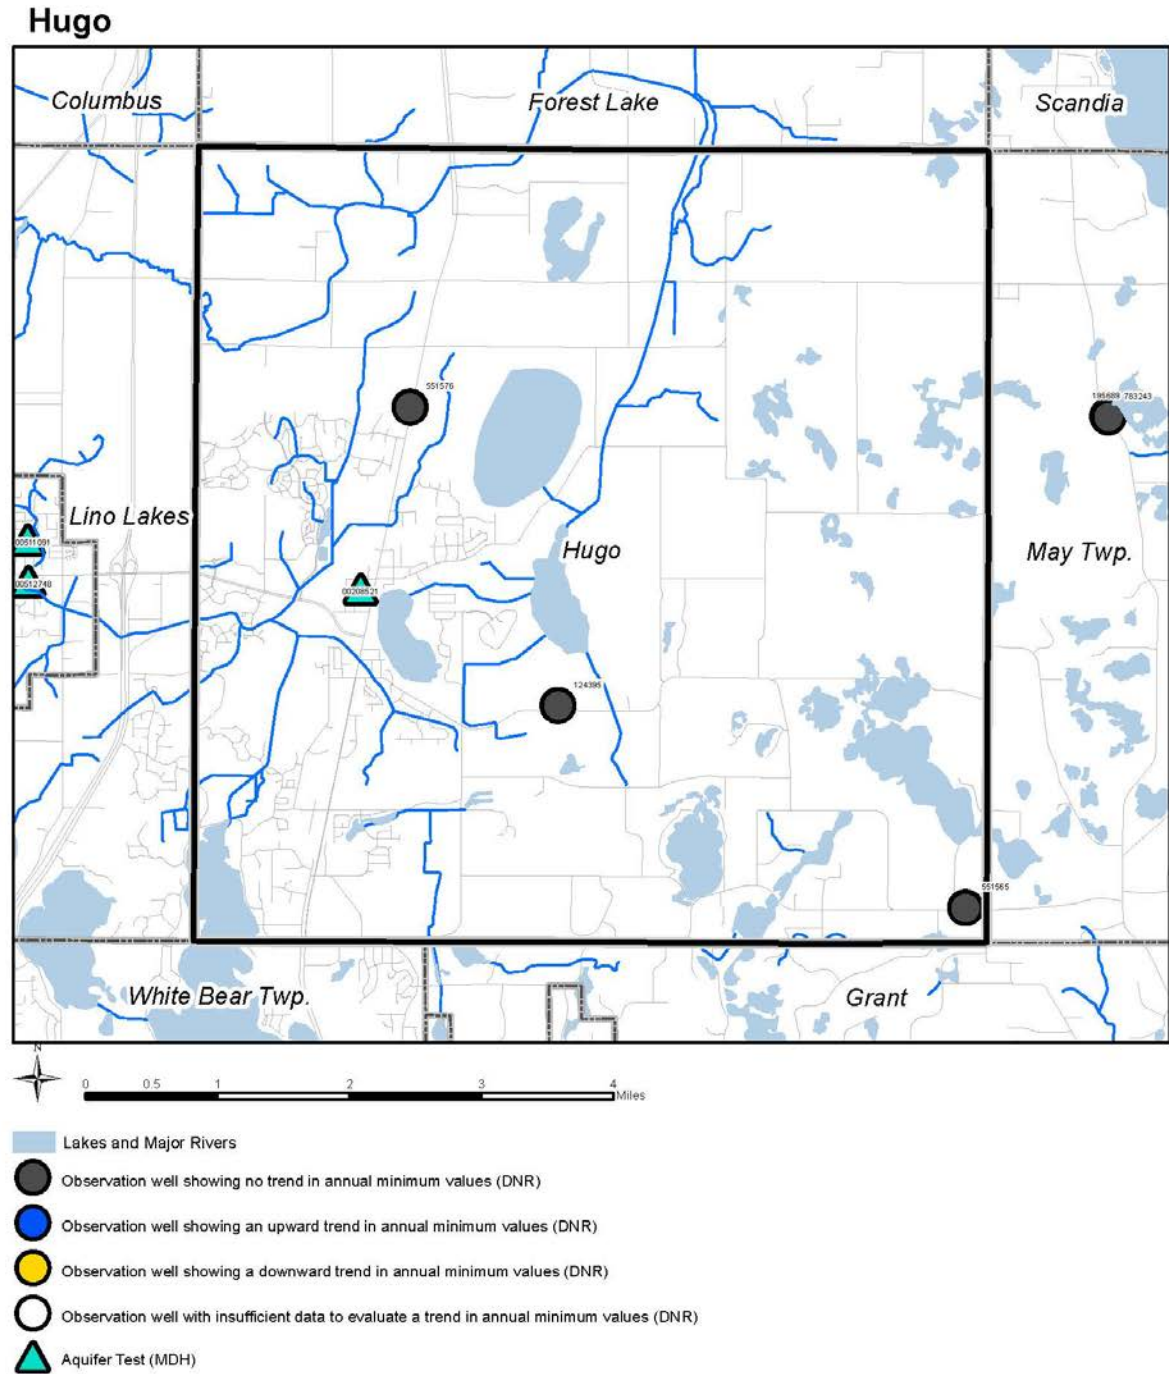 Hugo
Columbus
Forest Lake
Scandia
551576
195689 783243
Lino Lakes
00511091
Hugo
May Twp.
00512748
00208521
124395
551565
White Bear Twp.
Grant
N
0 0.5 1 2 3 4
Miles
Lakes and Major Rivers
Observation well showing no trend in annual minimum values (DNR)
Observation well showing an upward trend in annual minimum values (DNR)
Observation well showing a downward trend in annual minimum values (DNR)
Observation well with insufficient data to evaluate a trend in annual minimum values (DNR)
Aquifer Test (MDH)